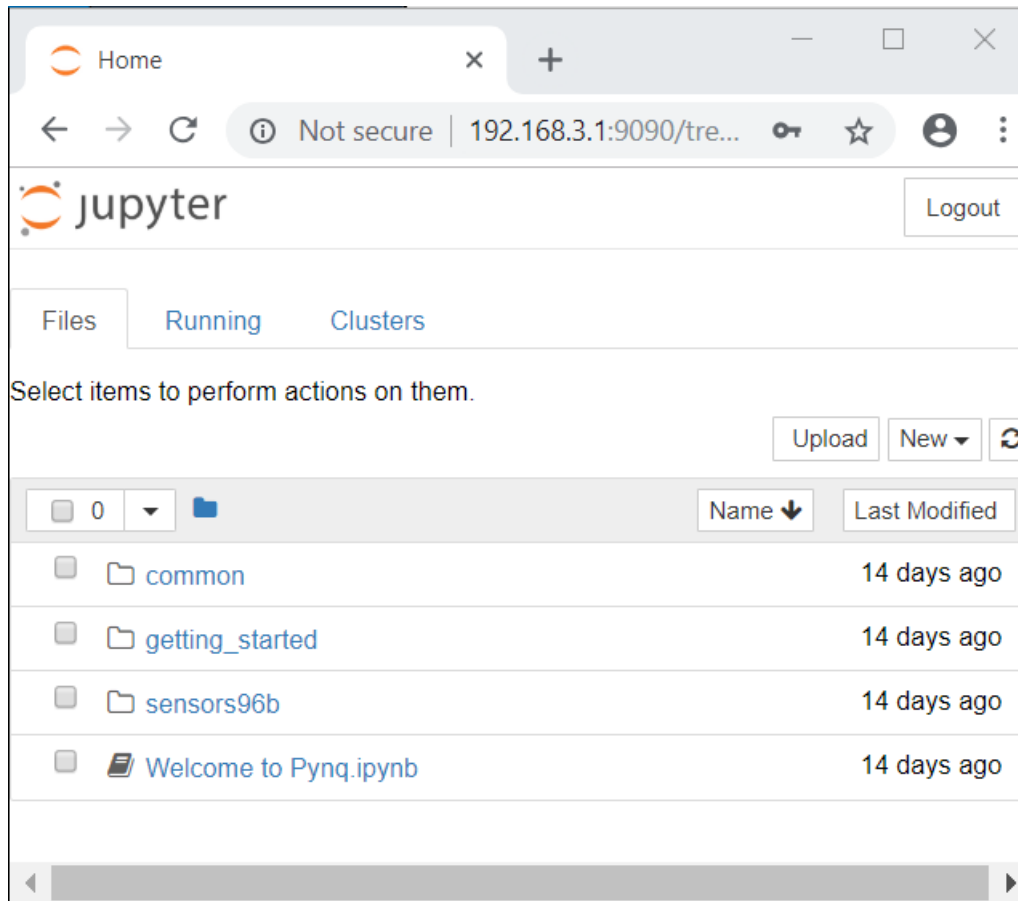 Home
Not secure | 192.168.3.1:9090/tre...
jupyter
Logout
Files Running Clusters
Select items to perform actions on them.
Upload New
0 Name Last Modified
common 14 days ago
getting_started 14 days ago
sensors96b 14 days ago
Welcome to Pynq.ipynb 14 days ago